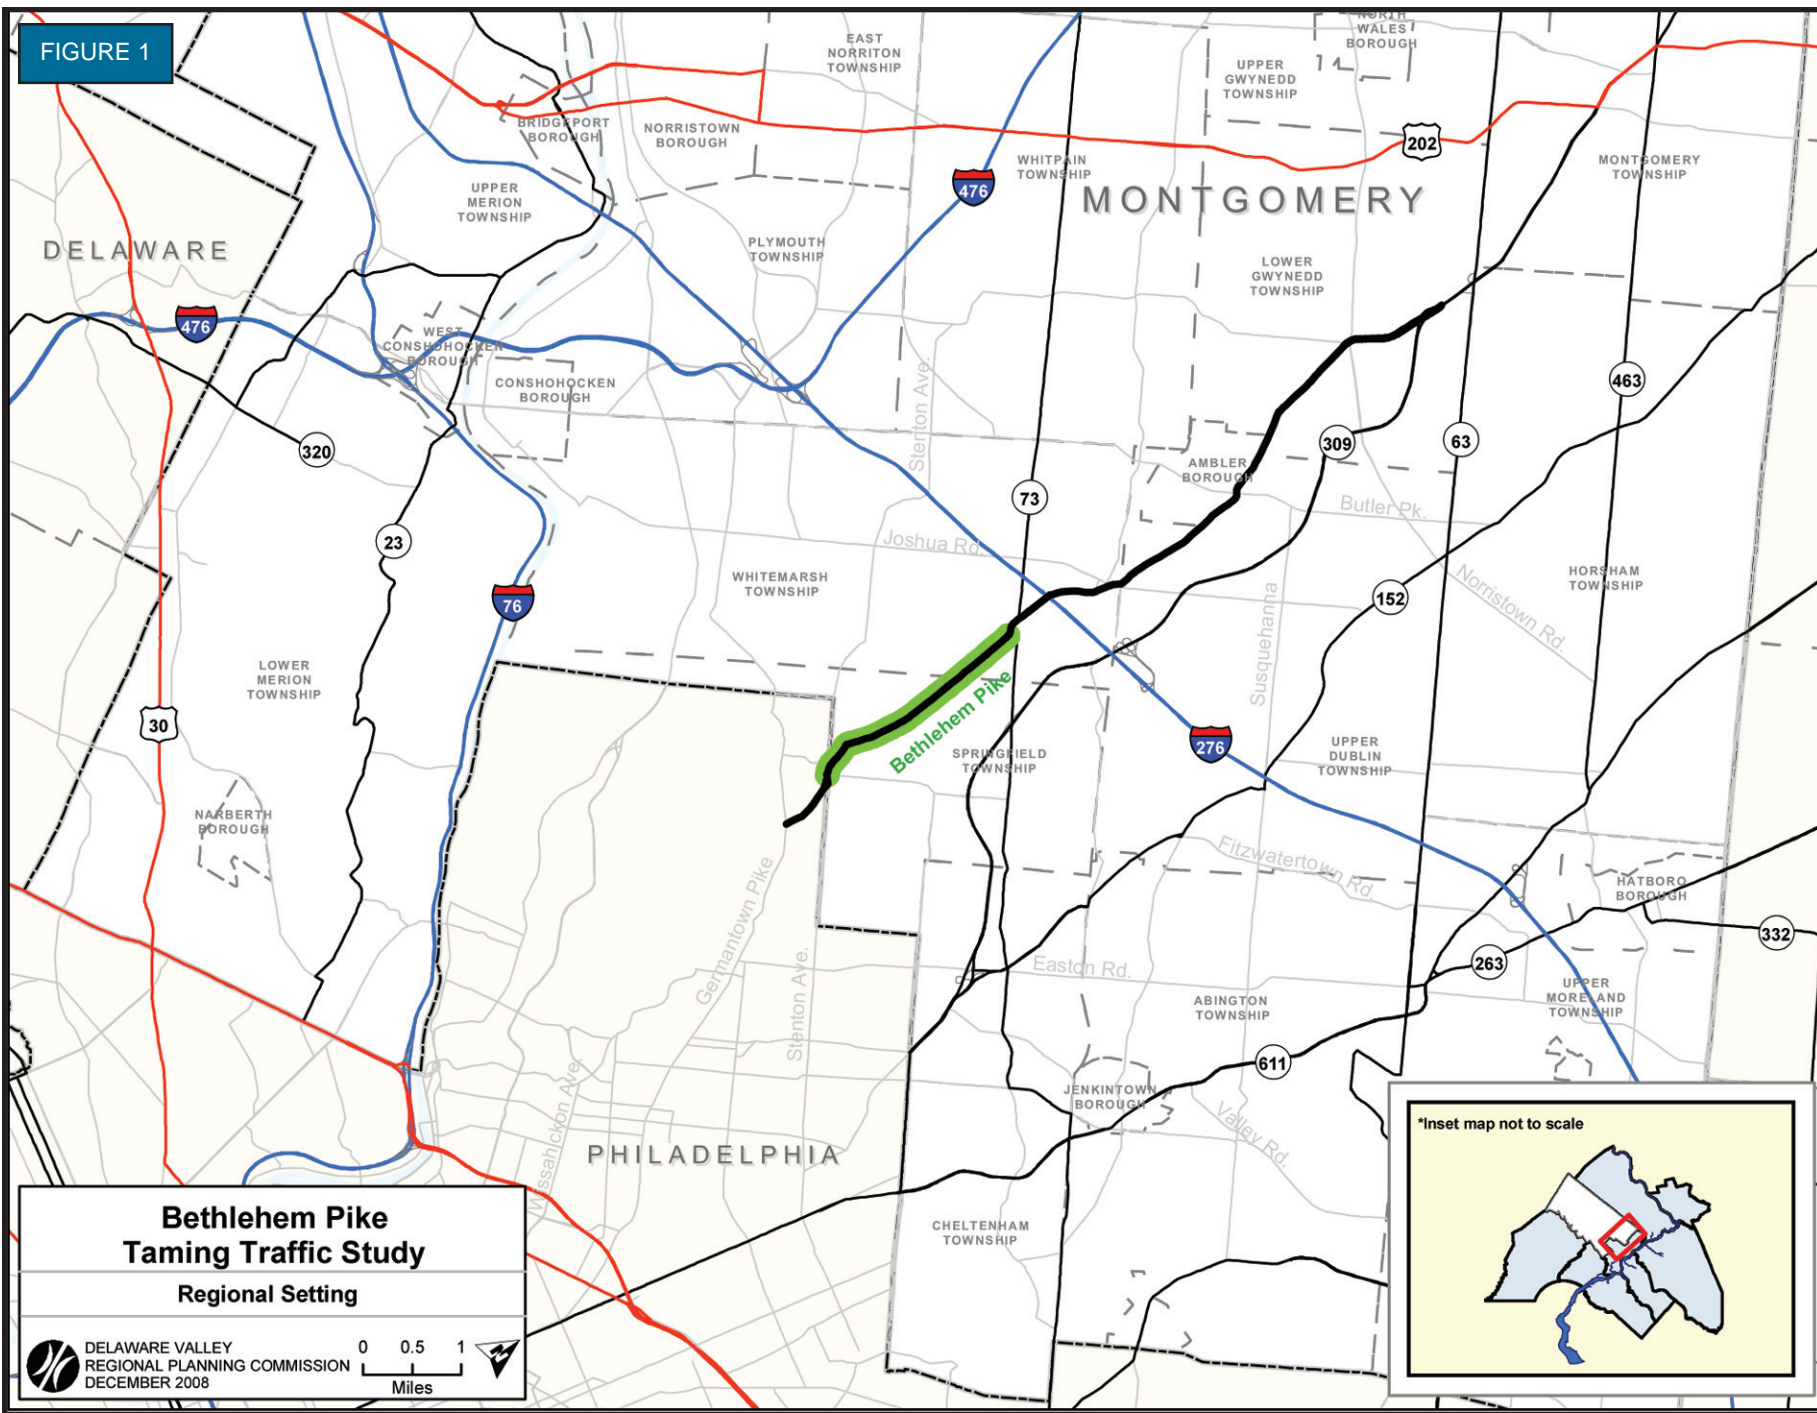 FIGURE 1
EAST
NORRITON
TOWNSHIP
NORTH
WALES
BOROUGH
UPPER
GWYNEDD
TOWNSHIP
BRIDGEPORT
BOROUGH
NORRISTOWN
BOROUGH
202
WHITPAIN
TOWNSHIP
MONTGOMERY
TOWNSHIP
476
MONTGOMERY
UPPER
MERION
TOWNSHIP
DELAWARE
PLYMOUTH
TOWNSHIP
LOWER
GWYNEDD
TOWNSHIP
476
WEST
CONSHOHOCKEN
BOROUGH
CONSHOHOCKEN
BOROUGH
Stenton Ave.
463
320
309
63
AMBLER
BOROUGH
73
Butler Pk.
23
Joshua Rd.
WHITEMARSH
TOWNSHIP
HORSHAM
TOWNSHIP
76
152
Norristown Rd.
Susquehanna
LOWER
MERION
TOWNSHIP
30
Bethlehem Pike
SPRINGFIELD
TOWNSHIP
276
UPPER
DUBLIN
TOWNSHIP
NARBERTH
BOROUGH
Fitzwatertown Rd.
HATBORO
BOROUGH
Germantown Pike
332
Stenton Ave.
Easton Rd.
263
ABINGTON
TOWNSHIP
UPPER
MORELAND
TOWNSHIP
611
JENKINTOWN
BOROUGH
Valley Rd.
Wissahickon Ave.
PHILADELPHIA
CHELTENHAM
TOWNSHIP
*Inset map not to scale
Bethlehem Pike
Taming Traffic Study
Regional Setting
DELAWARE VALLEY
REGIONAL PLANNING COMMISSION
DECEMBER 2008
0 0.5 1
Miles
N